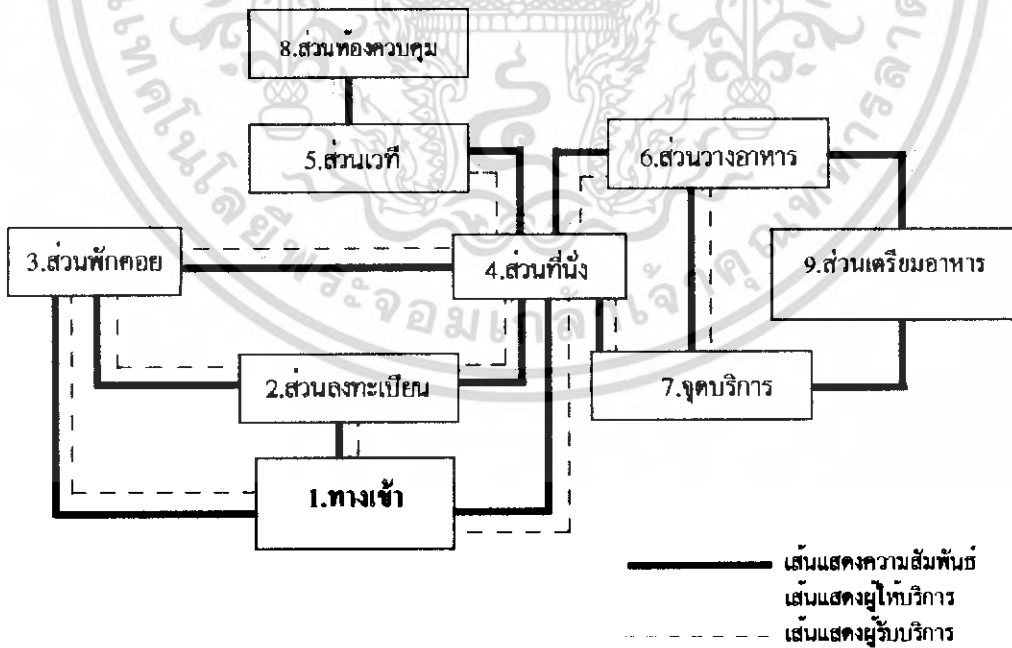 8.ส่วนห้องควบคุม
5.ส่วนเวที
6.ส่วนวางอาหาร
3.ส่วนพักคอย
4.ส่วนที่นั่ง
9.ส่วนเตรียมอาหาร
2.ส่วนลงทะเบียน
7.จุดบริการ
1.ทางเข้า
เส้นแสดงความสัมพันธ์
เส้นแสดงผู้ให้บริการ
เส้นแสดงผู้รับบริการ